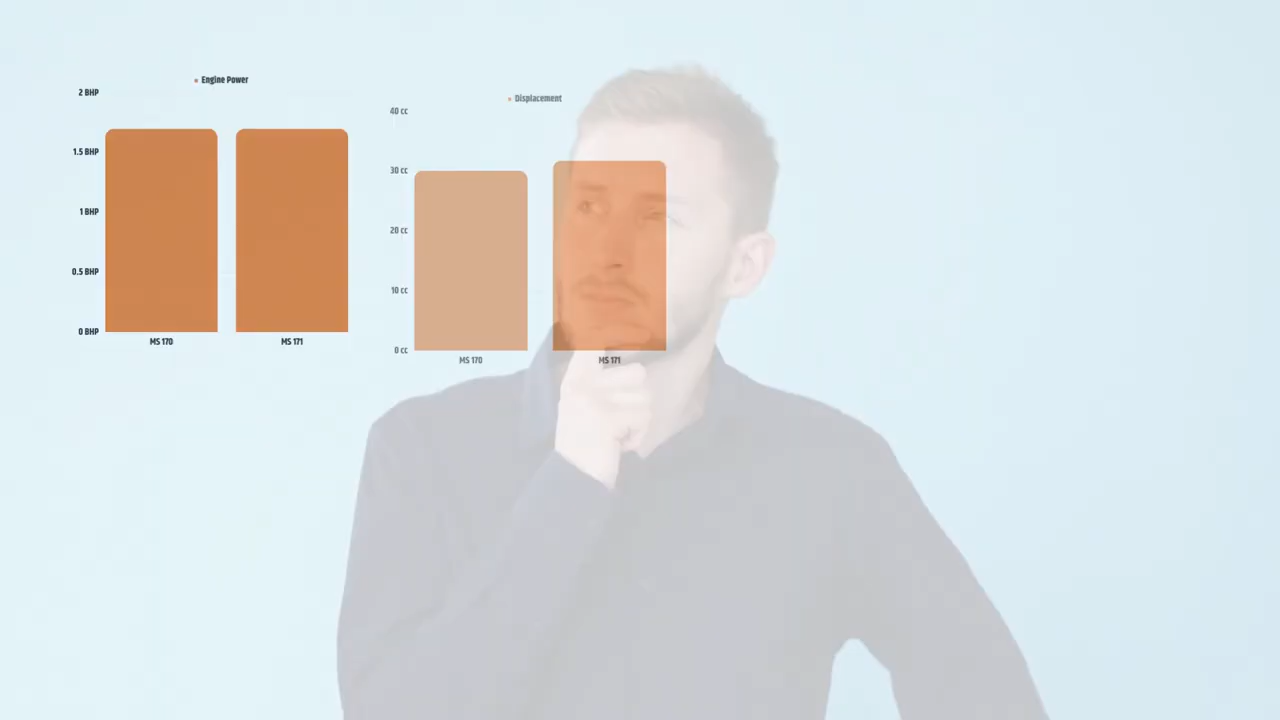 Engine Power
2 BHP
1.5 BHP
1 BHP
0.5 BHP
0 BHP
MS 170
MS 171
Displacement
40 cc
30 cc
20 cc
10 cc
0 cc
MS 170
MS 171